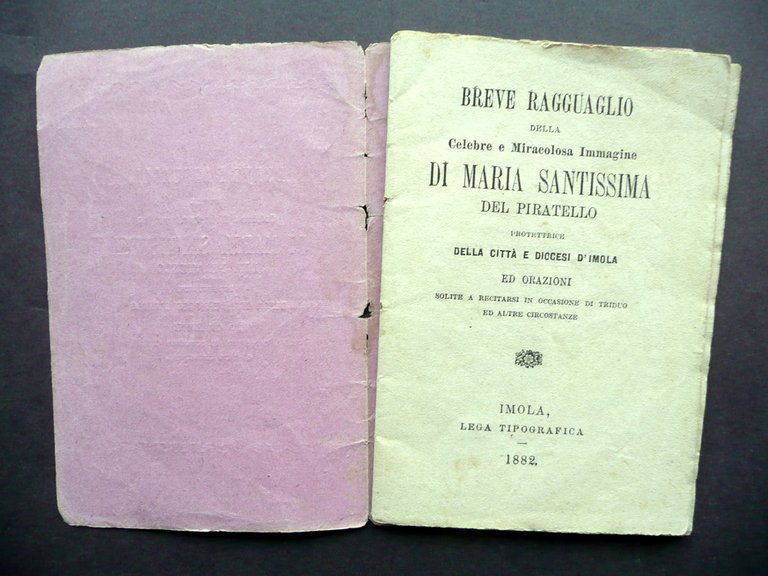 BREVE RAGGUAGLIO
DELLA
Celebre e Miracolosa Immagine
DI MARIA SANTISSIMA
DEL PIRATELLO
PROTETTRICE
DELLA CITTÀ E DIOCESI D'IMOLA
ED ORAZIONI
SOLITE A RECITARSI IN OCCASIONE DI TRIDUO
ED ALTRE CIRCOSTANZE
IMOLA,
LEGA TIPOGRAFICA
1882.